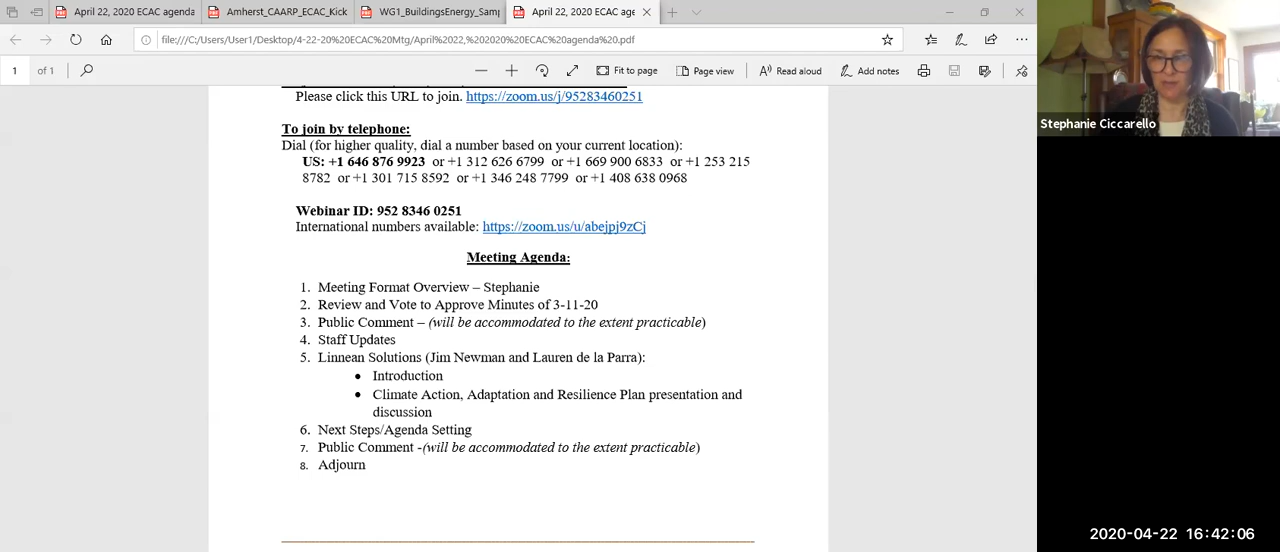 April 22, 2020 ECAC agenda
Amherst_CAARP_ECAC_Kick
WG1_BuildingsEnergy_Samp
April 22, 2020 ECAC age
file:///C:/Users/User1/Desktop/4-22-20%20ECAC%20Mtg/April%2022,%202020%20ECAC%20agenda%20.pdf
1 of 1
Fit to page
Page view
Read aloud
Add notes
Please click this URL to join. https://zoom.us/j/95283460251
To join by telephone:
Dial (for higher quality, dial a number based on your current location):
US: +1 646 876 9923 or +1 312 626 6799 or +1 669 900 6833 or +1 253 215
8782 or +1 301 715 8592 or +1 346 248 7799 or +1 408 638 0968
Webinar ID: 952 8346 0251
International numbers available: https://zoom.us/u/abejpj9zCj
Meeting Agenda:
1. Meeting Format Overview – Stephanie
2. Review and Vote to Approve Minutes of 3-11-20
3. Public Comment – (will be accommodated to the extent practicable)
4. Staff Updates
5. Linnean Solutions (Jim Newman and Lauren de la Parra):
• Introduction
• Climate Action, Adaptation and Resilience Plan presentation and
discussion
6. Next Steps/Agenda Setting
7. Public Comment -(will be accommodated to the extent practicable)
8. Adjourn
Stephanie Ciccarello
2020-04-22 16:42:06